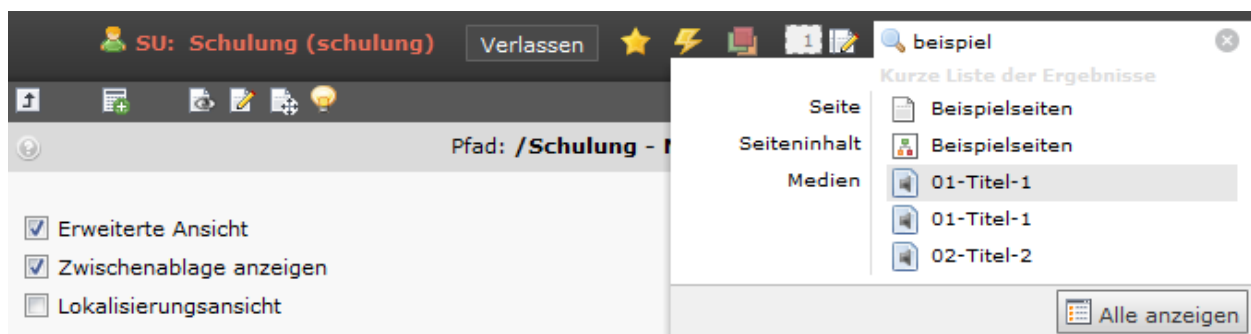 SU: Schulung (schulung) Verlassen 1 beispiel
Kurze Liste der Ergebnisse
Seite Beispielseiten
Pfad: /Schulung -
Seiteninhalt Beispielseiten
Medien 01-Titel-1
Erweiterte Ansicht
01-Titel-1
Zwischenablage anzeigen
02-Titel-2
Lokalisierungsansicht
Alle anzeigen